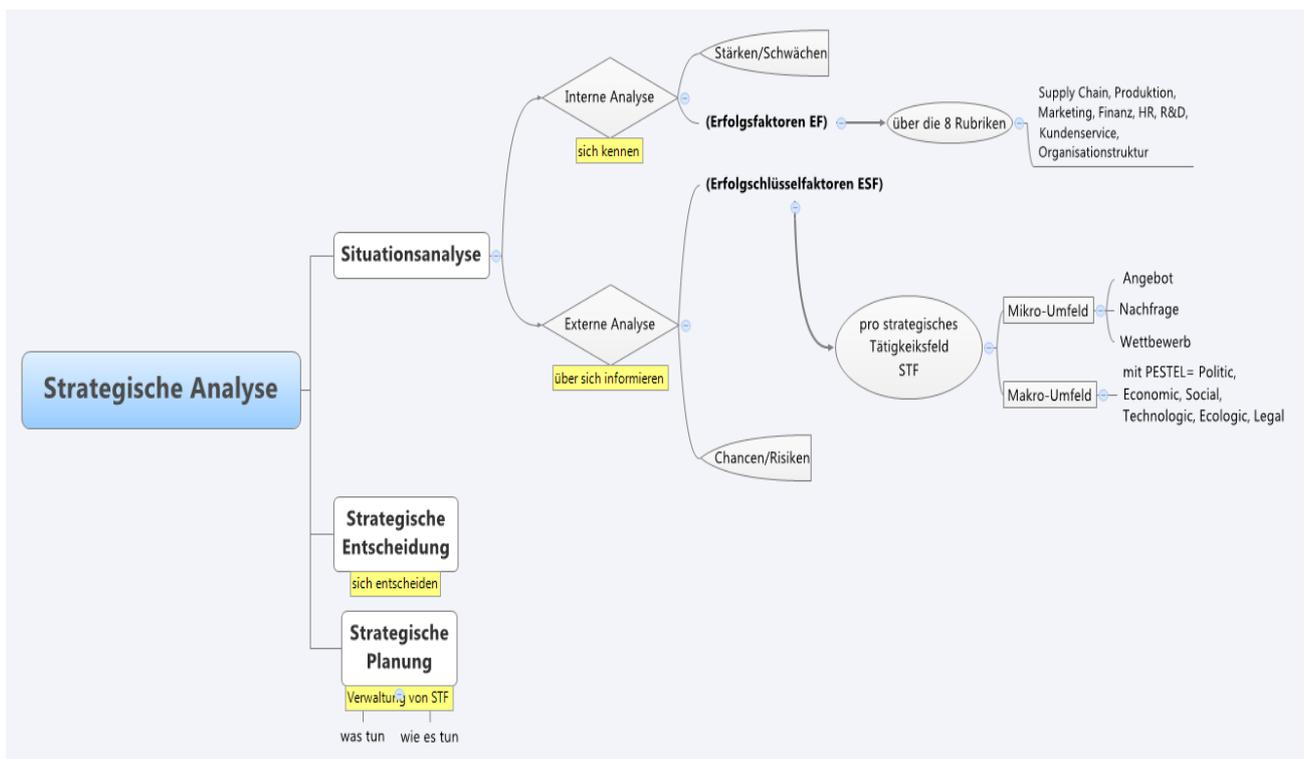 Stärken/Schwächen
Interne Analyse
sich kennen
(Erfolgsfaktoren EF)
über die 8 Rubriken
Supply Chain, Produktion,
Marketing, Finanz, HR, R&D,
Kundenservice,
Organisationstruktur
(Erfolgschlüsselfaktoren ESF)
Situationsanalyse
Externe Analyse
über sich informieren
pro strategisches
Tätigkeiksfeld
STF
Mikro-Umfeld
Angebot
Nachfrage
Wettbewerb
Makro-Umfeld
mit PESTEL= Politic,
Economic, Social,
Technologic, Ecologic, Legal
Strategische Analyse
Chancen/Risiken
Strategische
Entscheidung
sich entscheiden
Strategische
Planung
Verwaltung von STF
was tun
wie es tun